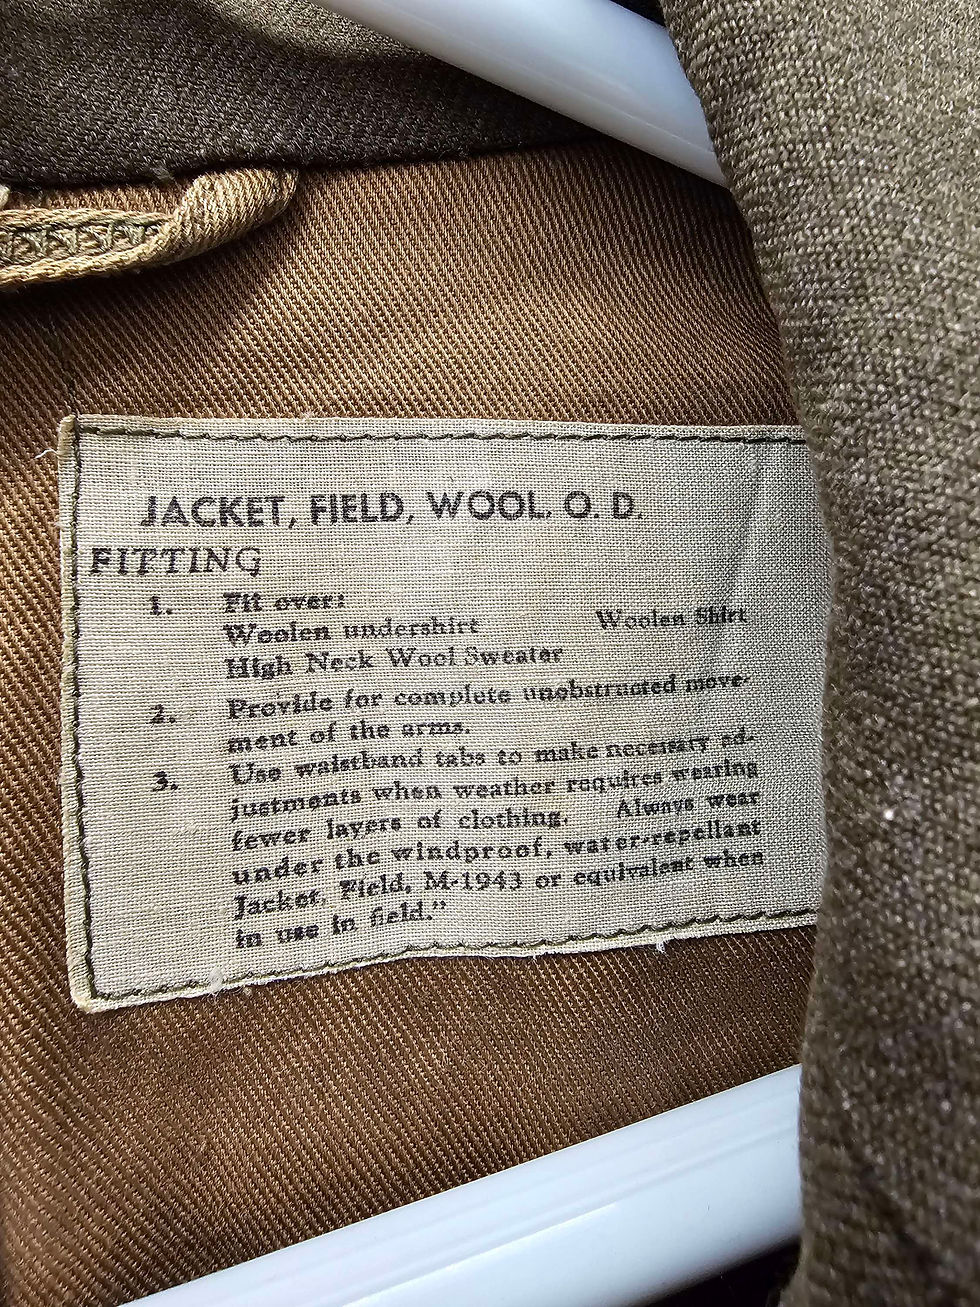 JACKET, FIELD, WOOL, O. D.
FITTING
1. Fit over:
Woolen undershirt Woolen Shirt
High Neck Wool Sweater
2. Provide for complete unobstructed move-
ment of the arms.
3. Use waistband tabs to make necessary ad-
justments when weather requires wearing
fewer layers of clothing. Always wear
under the windproof, water-repellant
Jacket, Field, M-1943 or equivalent when
in use in field.”